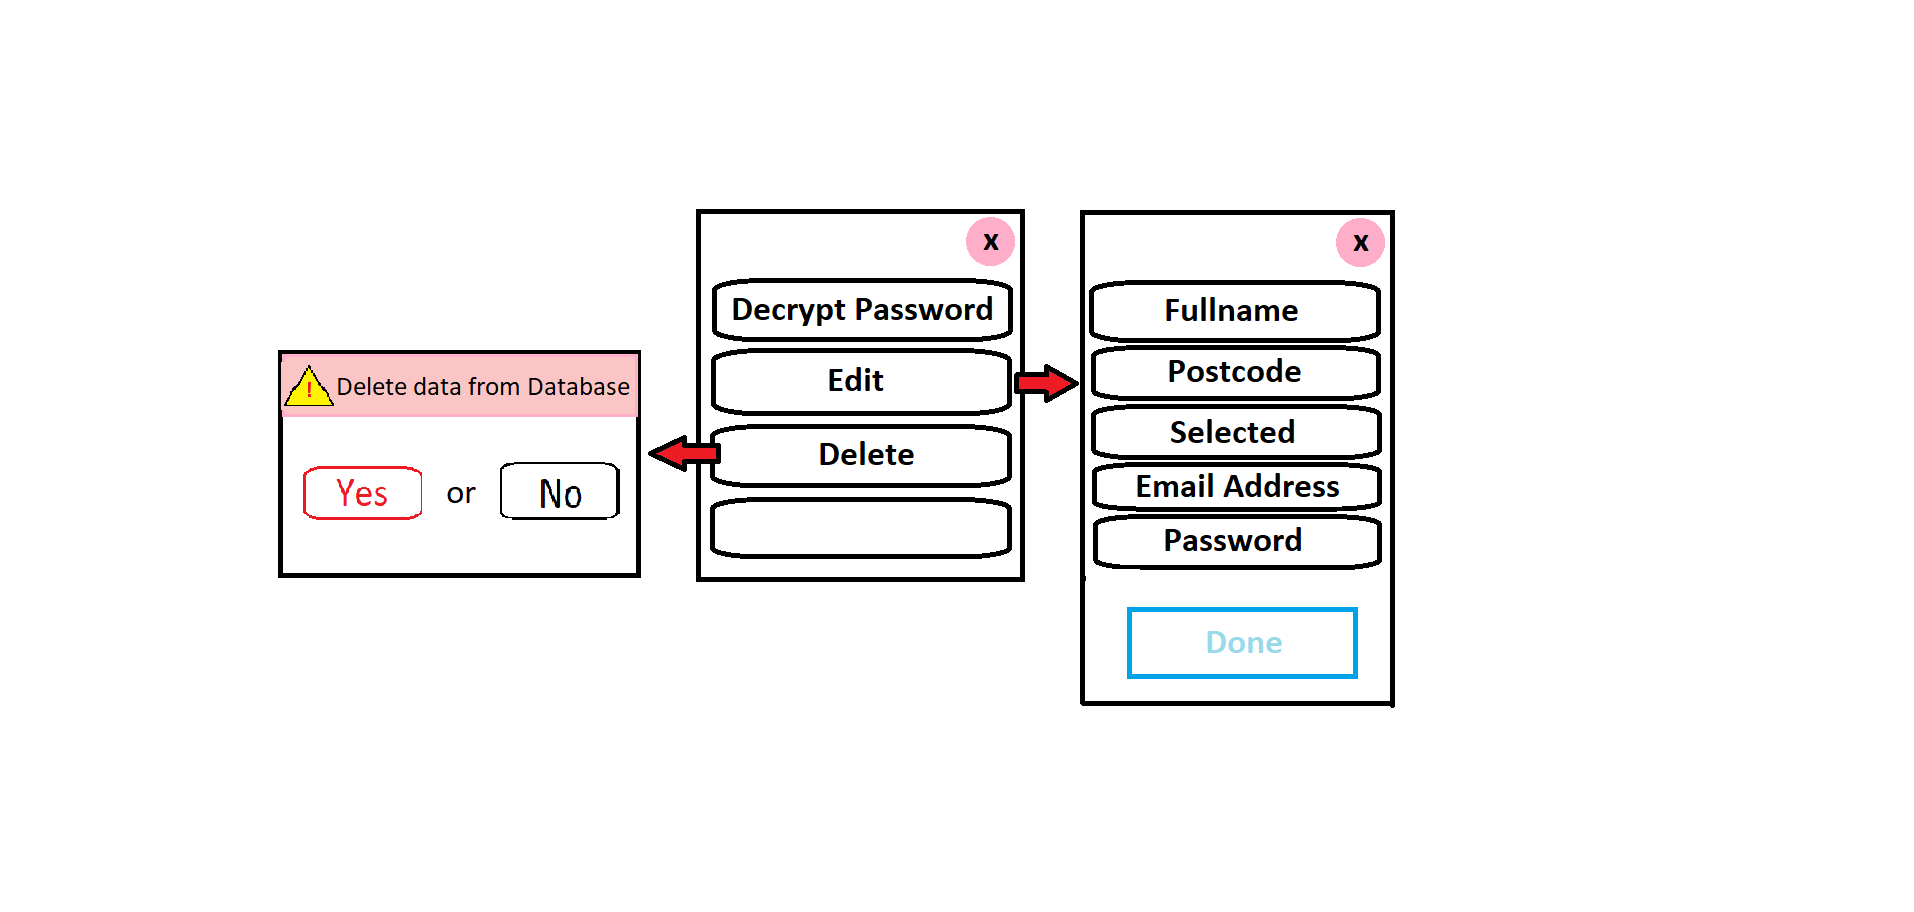 ! Delete data from Database
Yes or No
x
Decrypt Password
Edit
Delete
x
Fullname
Postcode
Selected
Email Address
Password
Done